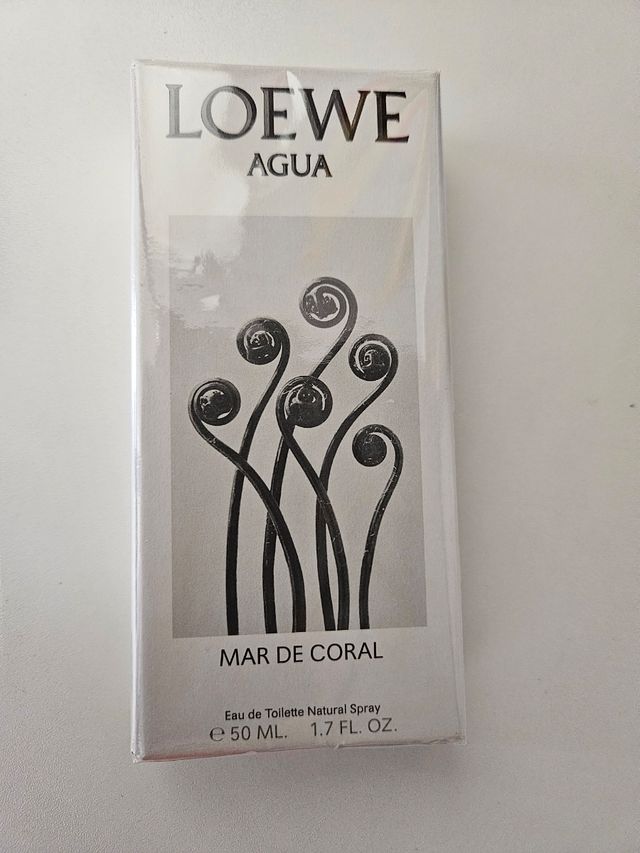 LOEWE
AGUA
MAR DE CORAL
Eau de Toilette Natural Spray
℮ 50 ML. 1.7 FL. OZ.